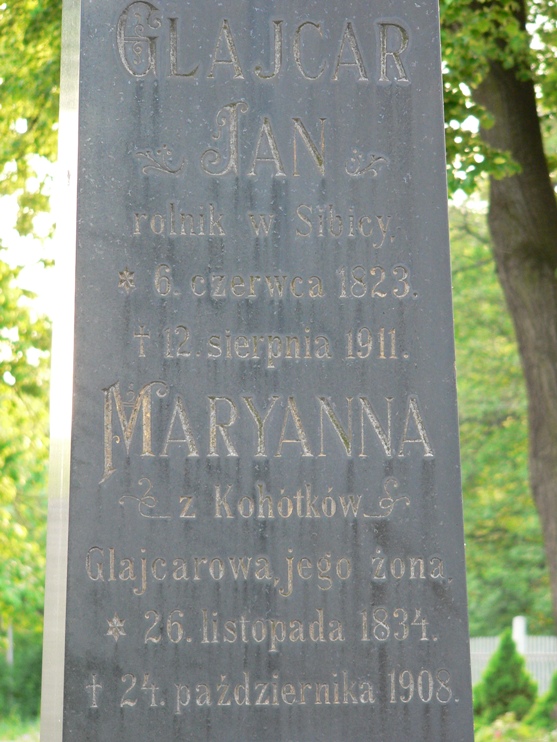 GLAJCAR
JAN
rolnik w Sibicy,
* 6. czerwca 1823.
† 12. sierpnia 1911.
MARYANNA
z Kohótków
Glajcarowa, jego żona,
* 26. listopada 1834.
† 24. października 1908.